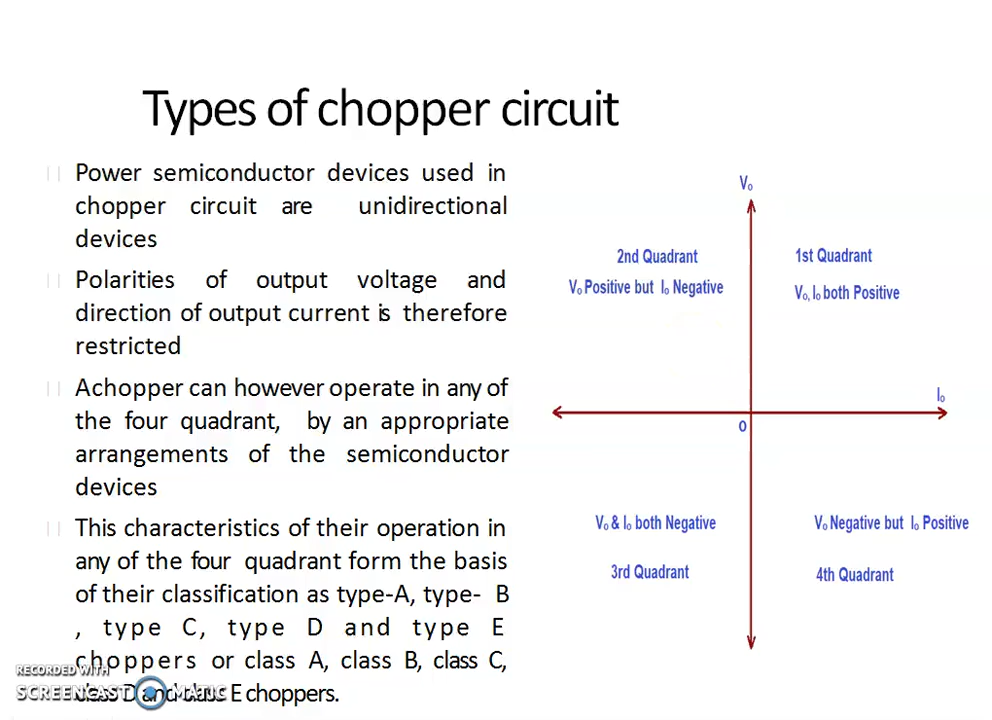 Types of chopper circuit
Power semiconductor devices used in
chopper circuit are unidirectional
devices
Polarities of output voltage and
direction of output current is therefore
restricted
Achopper can however operate in any of
the four quadrant, by an appropriate
arrangements of the semiconductor
devices
This characteristics of their operation in
any of the four quadrant form the basis
of their classification as type-A, type- B
, type C, type D and type E
choppers or class A, class B, class C,
class D and class E choppers.
Vₒ
2nd Quadrant
Vₒ Positive but Iₒ Negative
1st Quadrant
Vₒ, Iₒ both Positive
Iₒ
O
Vₒ & Iₒ both Negative
3rd Quadrant
Vₒ Negative but Iₒ Positive
4th Quadrant
RECORDED WITH
SCREENCAST MATIC